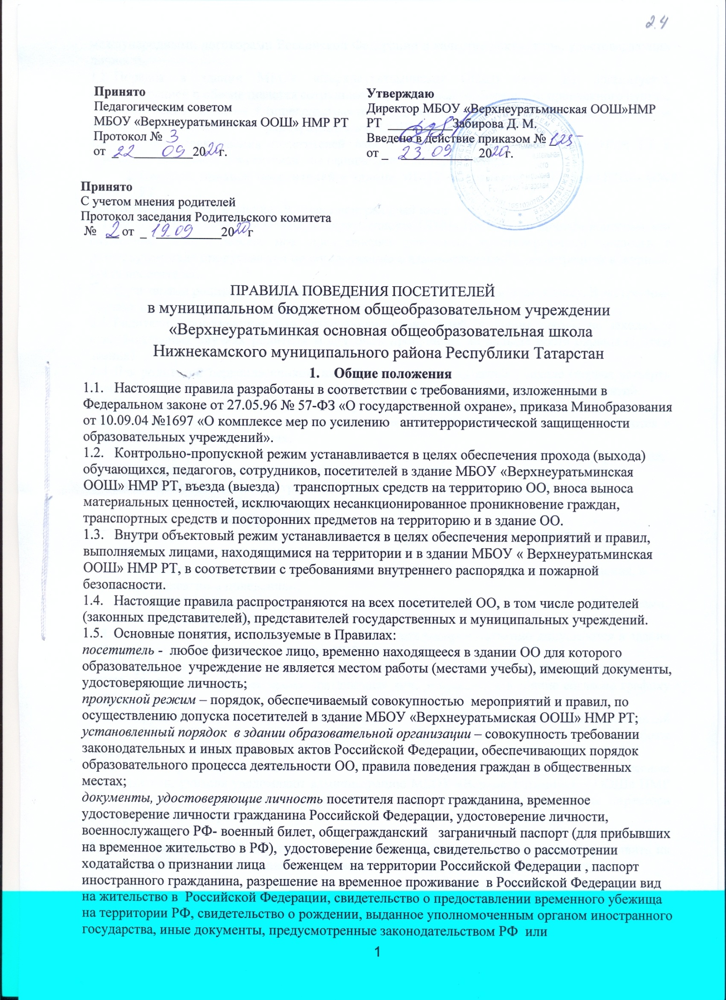 2.4
Принято
Педагогическим советом
МБОУ «Верхнеуратьминская ООШ» НМР РТ
Протокол № 3
от _22____09____2020г.
Утверждаю
Директор МБОУ «Верхнеуратьминская ООШ»НМР
РТ __________Забирова Д. М.
Введено в действие приказом № 125
от _ 23.09 2020г.
Принято
С учетом мнения родителей
Протокол заседания Родительского комитета
№ 2 от _ 19.09 2020г
ПРАВИЛА ПОВЕДЕНИЯ ПОСЕТИТЕЛЕЙ
в муниципальном бюджетном общеобразовательном учреждении
«Верхнеуратьминкая основная общеобразовательная школа
Нижнекамского муниципального района Республики Татарстан
1. Общие положения
1.1. Настоящие правила разработаны в соответствии с требованиями, изложенными в
Федеральном законе от 27.05.96 № 57-ФЗ «О государственной охране», приказа Минобразования
от 10.09.04 №1697 «О комплексе мер по усилению антитеррористической защищенности
образовательных учреждений».
1.2. Контрольно-пропускной режим устанавливается в целях обеспечения прохода (выхода)
обучающихся, педагогов, сотрудников, посетителей в здание МБОУ «Верхнеуратьминская
ООШ» НМР РТ, въезда (выезда) транспортных средств на территорию ОО, вноса выноса
материальных ценностей, исключающих несанкционированное проникновение граждан,
транспортных средств и посторонних предметов на территорию и в здание ОО.
1.3. Внутри объектовый режим устанавливается в целях обеспечения мероприятий и правил,
выполняемых лицами, находящимися на территории и в здании МБОУ « Верхнеуратьминская
ООШ» НМР РТ, в соответствии с требованиями внутреннего распорядка и пожарной
безопасности.
1.4. Настоящие правила распространяются на всех посетителей ОО, в том числе родителей
(законных представителей), представителей государственных и муниципальных учреждений.
1.5. Основные понятия, используемые в Правилах:
посетитель - любое физическое лицо, временно находящееся в здании ОО для которого
образовательное учреждение не является местом работы (местами учебы), имеющий документы,
удостоверяющие личность;
пропускной режим – порядок, обеспечиваемый совокупностью мероприятий и правил, по
осуществлению допуска посетителей в здание МБОУ «Верхнеуратьмиская ООШ» НМР РТ;
установленный порядок в здании образовательной организации – совокупность требовании
законодательных и иных правовых актов Российской Федерации, обеспечивающих порядок
образовательного процесса деятельности ОО, правила поведения граждан в общественных
местах;
документы, удостоверяющие личность посетителя паспорт гражданина, временное
удостоверение личности гражданина Российской Федерации, удостоверение личности,
военнослужащего РФ- военный билет, общегражданский заграничный паспорт (для прибывших
на временное жительство в РФ), удостоверение беженца, свидетельство о рассмотрении
ходатайства о признании лица беженцем на территории Российской Федерации , паспорт
иностранного гражданина, разрешение на временное проживание в Российской Федерации вид
на жительство в Российской Федерации, свидетельство о предоставлении временного убежища
на территории РФ, свидетельство о рождении, выданное уполномоченным органом иностранного
государства, иные документы, предусмотренные законодательством РФ или
1